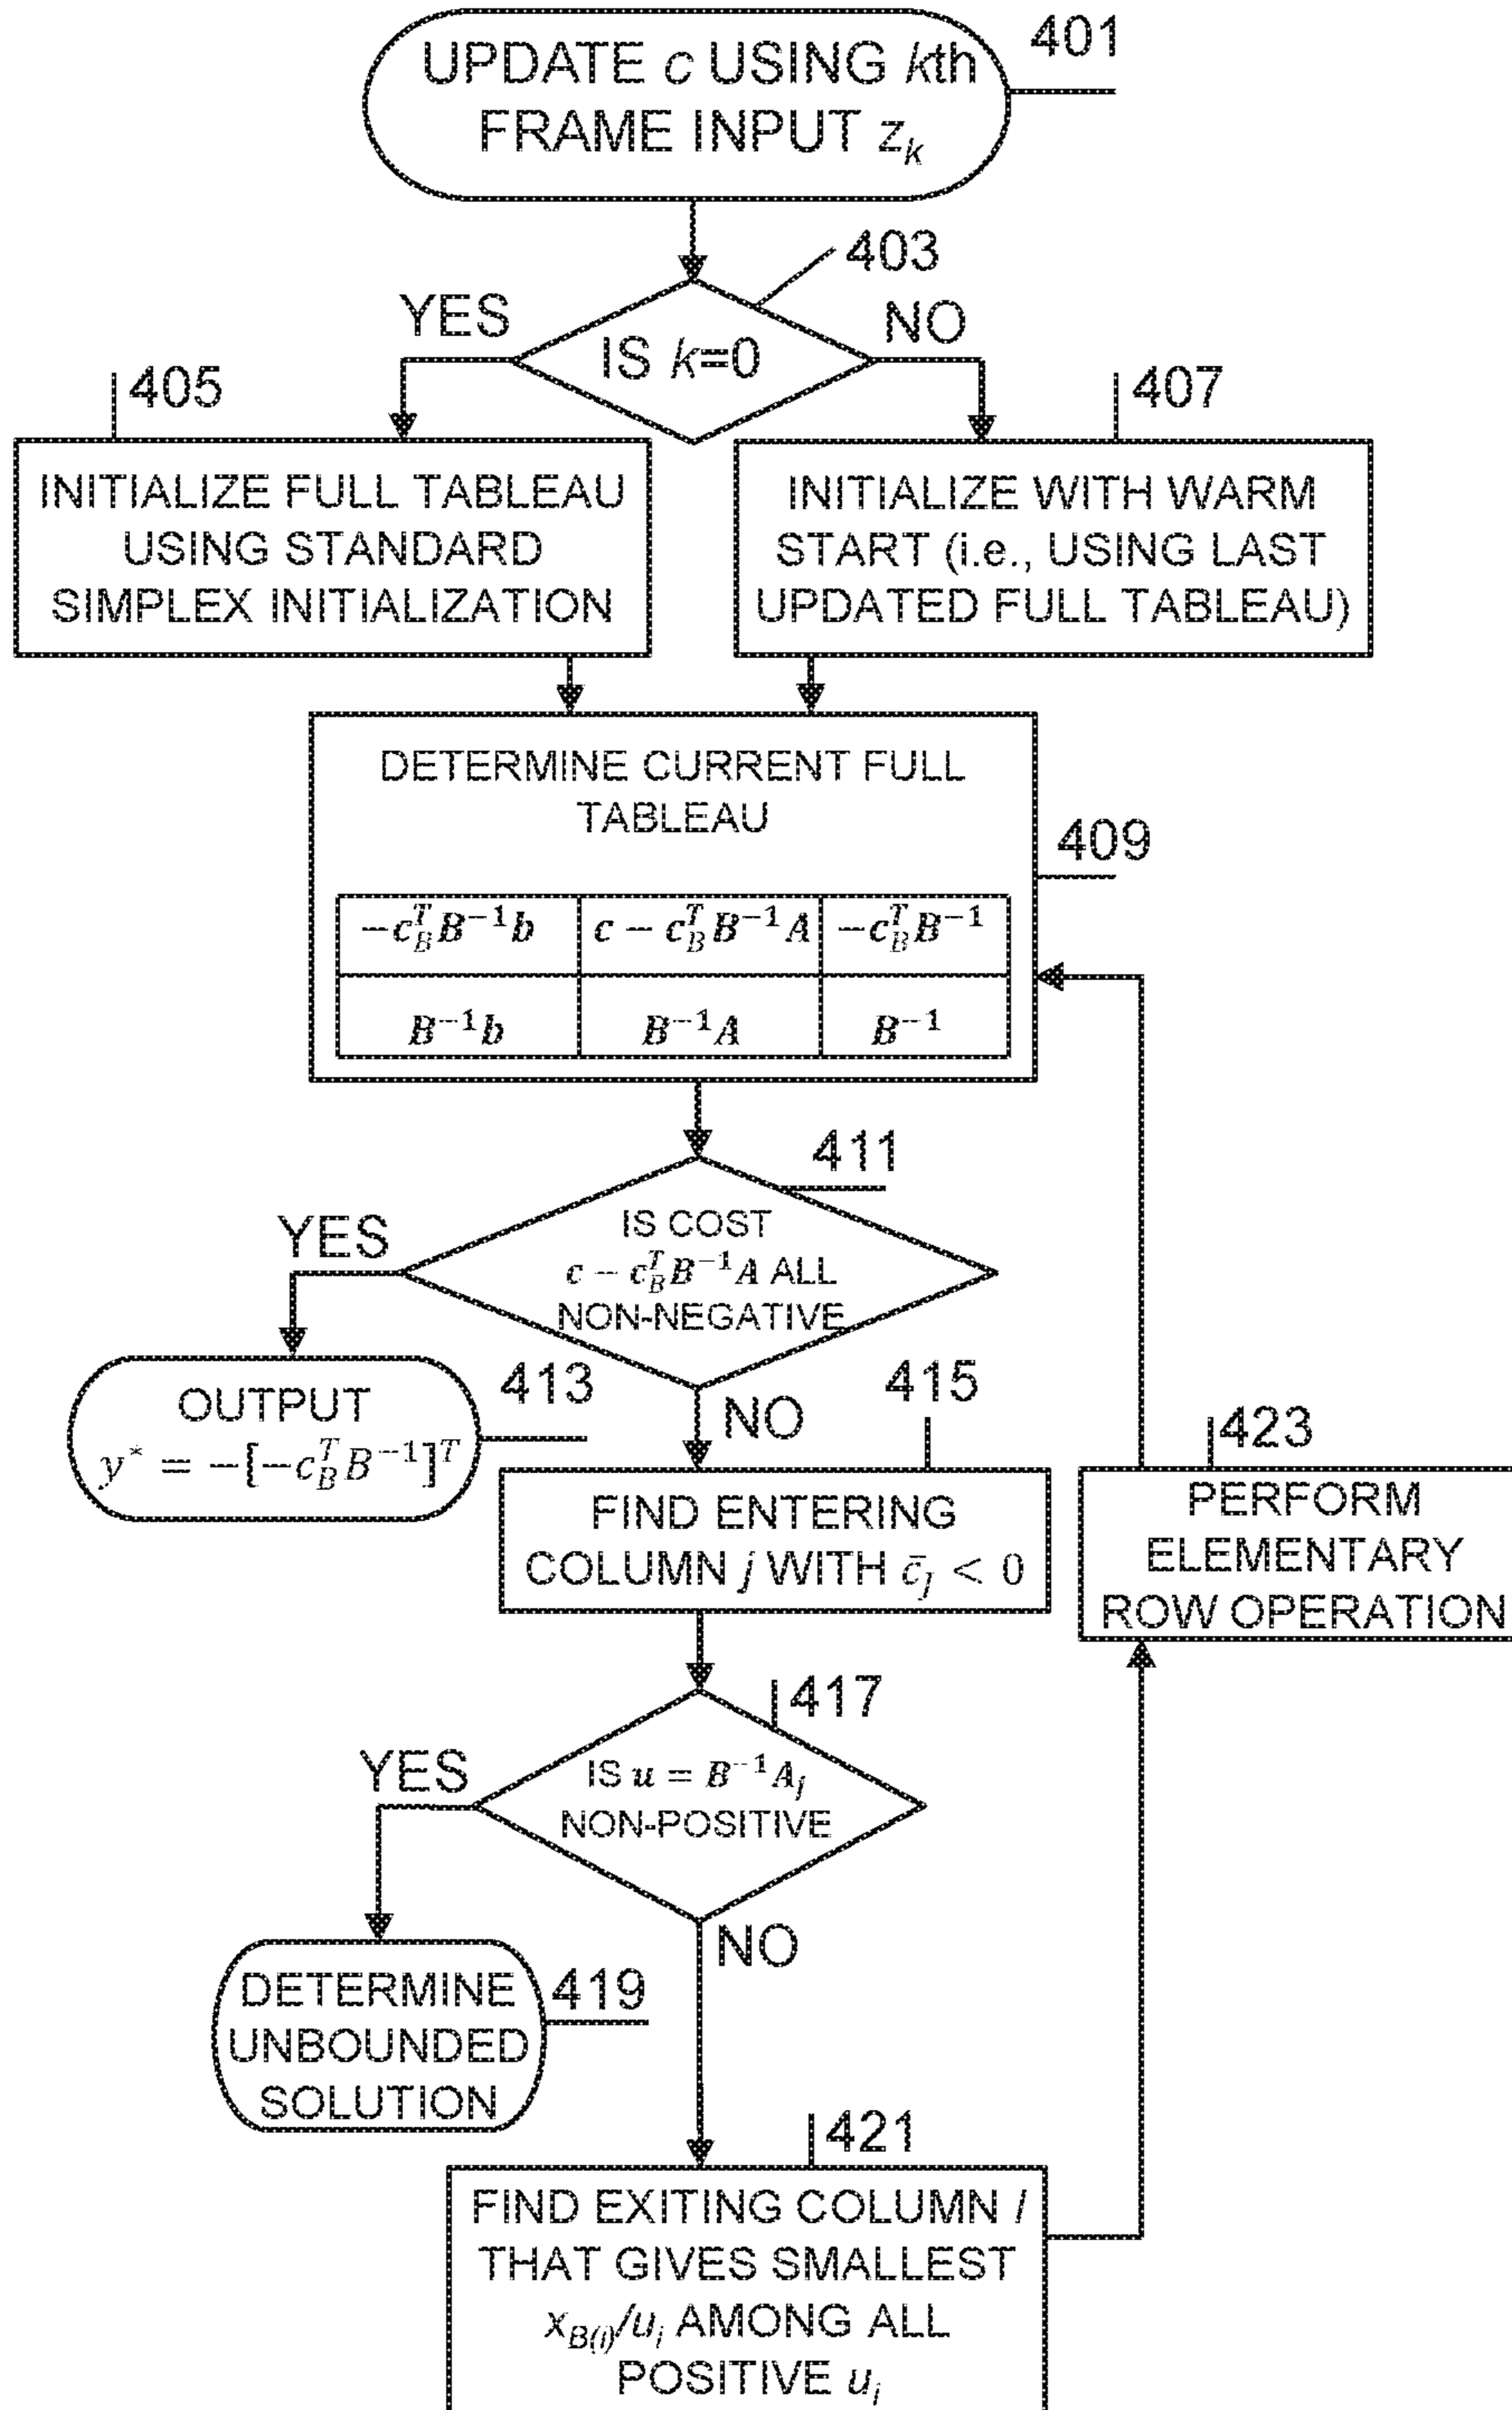 UPDATE c USING kth
FRAME INPUT z_k
401
403
YES
NO
IS k=0
405
407
INITIALIZE FULL TABLEAU
USING STANDARD
SIMPLEX INITIALIZATION
INITIALIZE WITH WARM
START (i.e., USING LAST
UPDATED FULL TABLEAU)
DETERMINE CURRENT FULL
TABLEAU
409
-c_B^T B^{-1} b
c - c_B^T B^{-1} A
-c_B^T B^{-1}
B^{-1} b
B^{-1} A
B^{-1}
411
YES
IS COST
c - c_B^T B^{-1} A ALL
NON-NEGATIVE
413
OUTPUT
y^* = -[-c_B^T B^{-1}]^T
NO
415
FIND ENTERING
COLUMN j WITH c̄_j < 0
423
PERFORM
ELEMENTARY
ROW OPERATION
417
YES
IS u = B^{-1} A_j
NON-POSITIVE
NO
DETERMINE
UNBOUNDED
SOLUTION
419
421
FIND EXITING COLUMN l
THAT GIVES SMALLEST
x_{B(i)}/u_i AMONG ALL
POSITIVE u_i